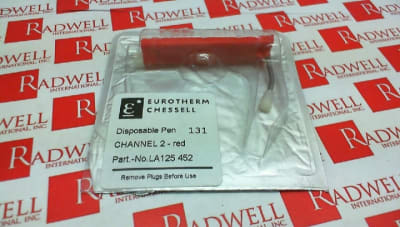 EUROTHERM
CHESSELL
Disposable Pen 131
CHANNEL 2 - red
Part.-No.LA125 452
Remove Plugs Before Use
RADWELL
INTERNATIONAL, INC.